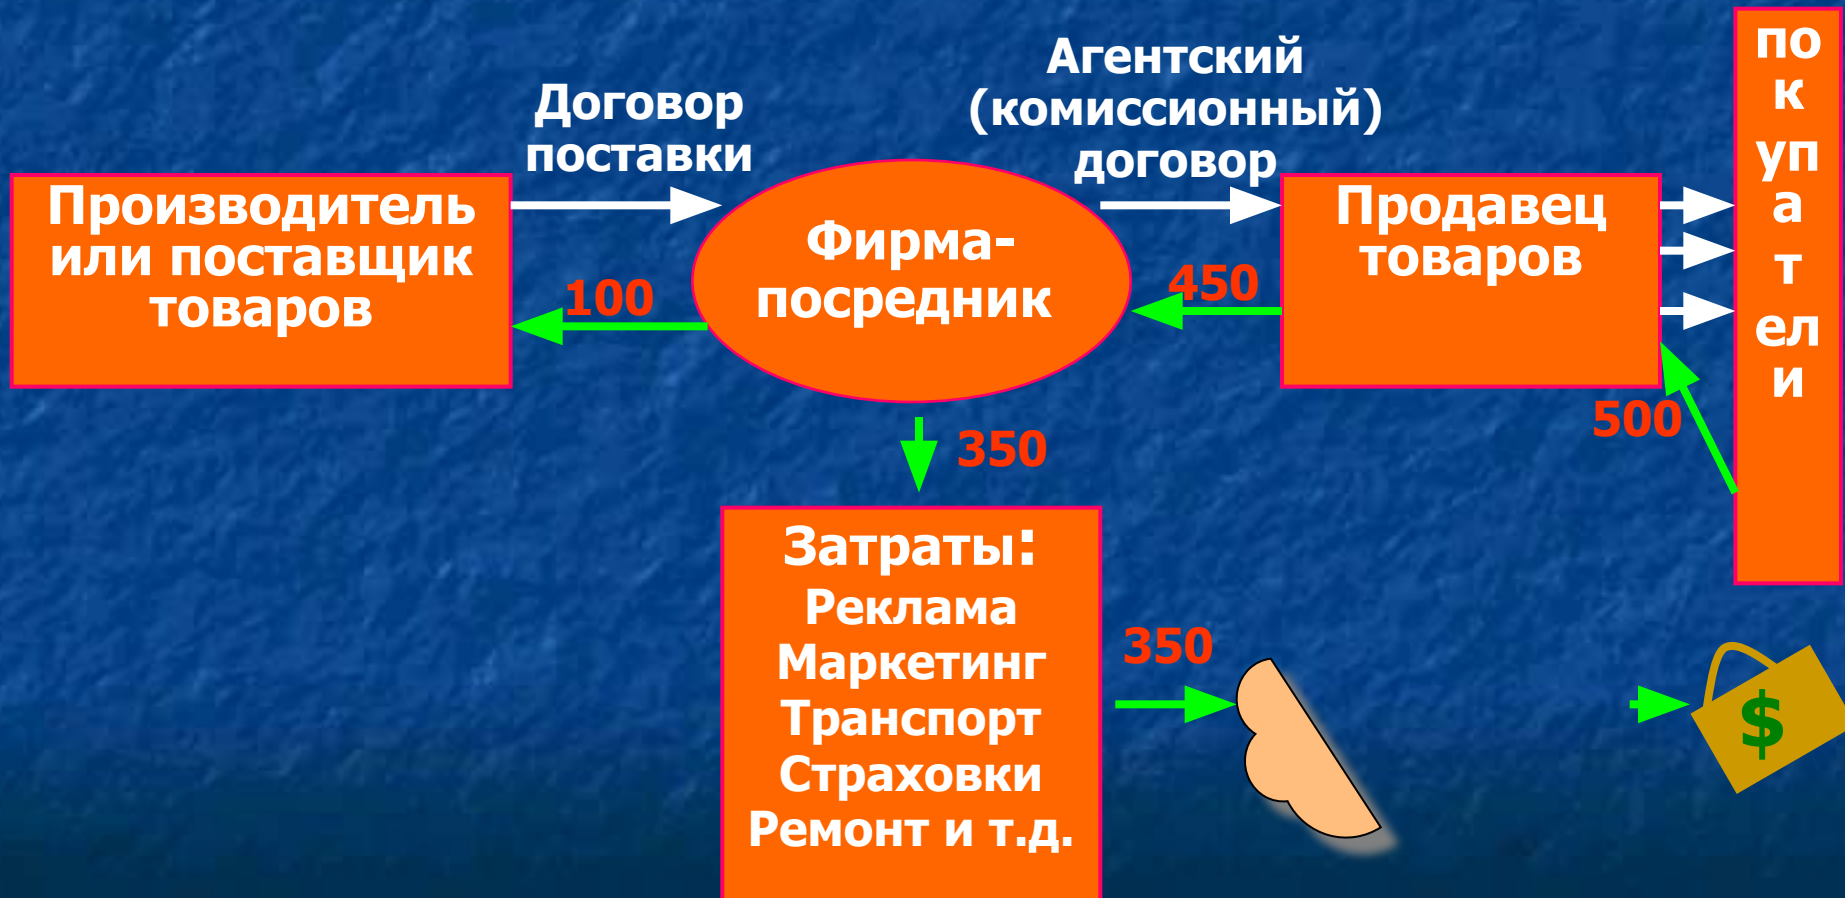 Договор
поставки
Агентский
(комиссионный)
договор
по
к
уп
а
т
ел
и
Производитель
или поставщик
товаров
100
Фирма-
посредник
450
Продавец
товаров
500
350
Затраты:
Реклама
Маркетинг
Транспорт
Страховки
Ремонт и т.д.
350
$